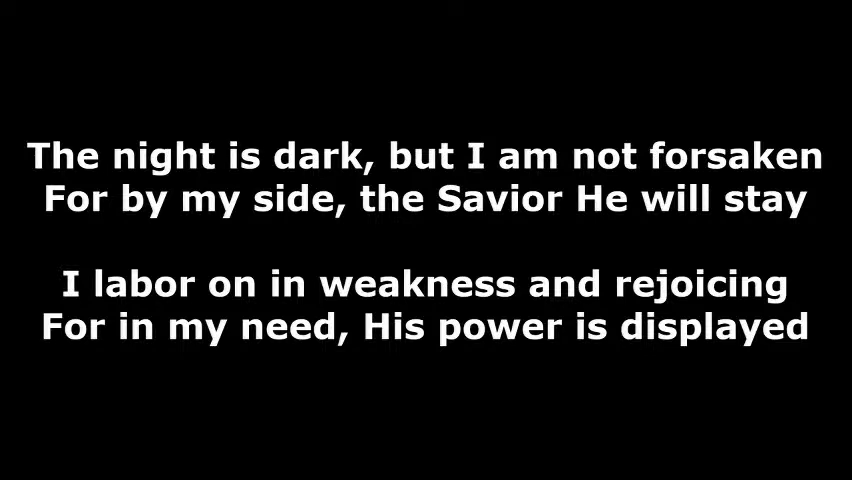 The night is dark, but I am not forsaken
For by my side, the Savior He will stay
I labor on in weakness and rejoicing
For in my need, His power is displayed